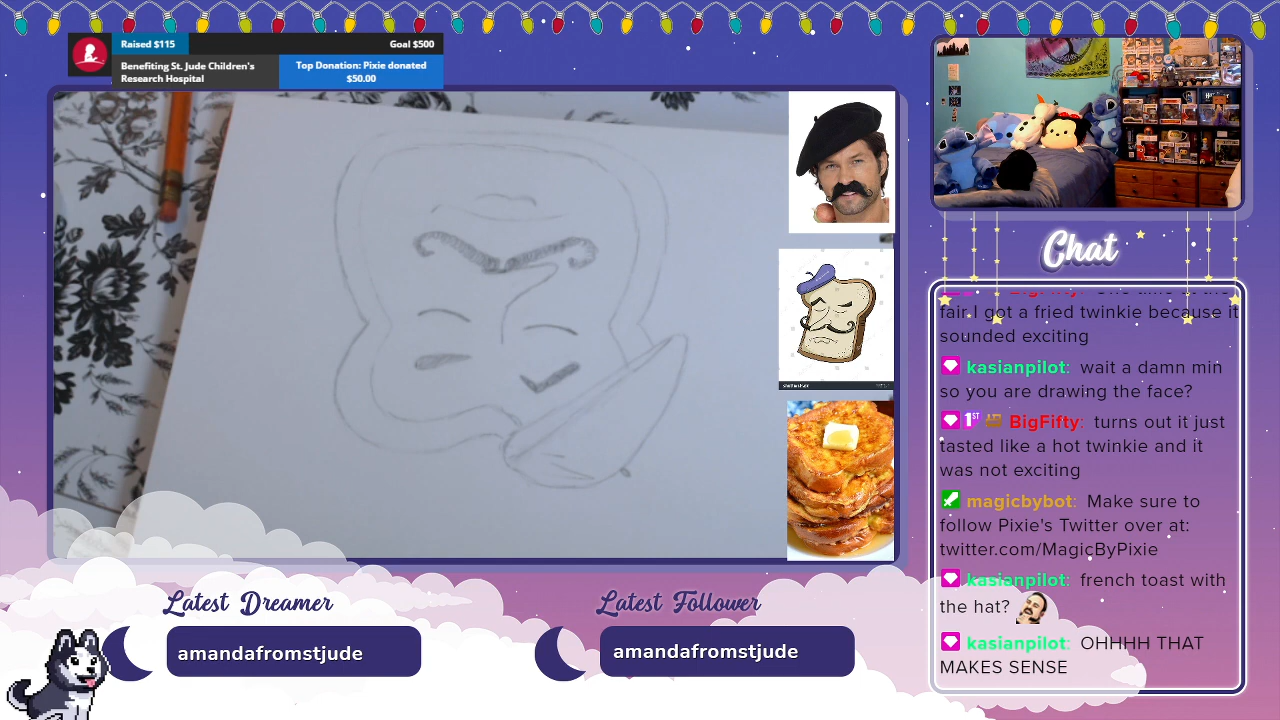 Raised $115
Goal $500
Benefiting St. Jude Children's
Research Hospital
Top Donation: Pixie donated
$50.00
Chat
fair I got a fried twinkie because it
sounded exciting
kasianpilot: wait a damn min
so you are drawing the face?
1ST BigFifty: turns out it just
tasted like a hot twinkie and it
was not exciting
magicbybot: Make sure to
follow Pixie's Twitter over at:
twitter.com/MagicByPixie
kasianpilot: french toast with
the hat?
kasianpilot: OHHHH THAT
MAKES SENSE
Latest Dreamer
amandafromstjude
Latest Follower
amandafromstjude